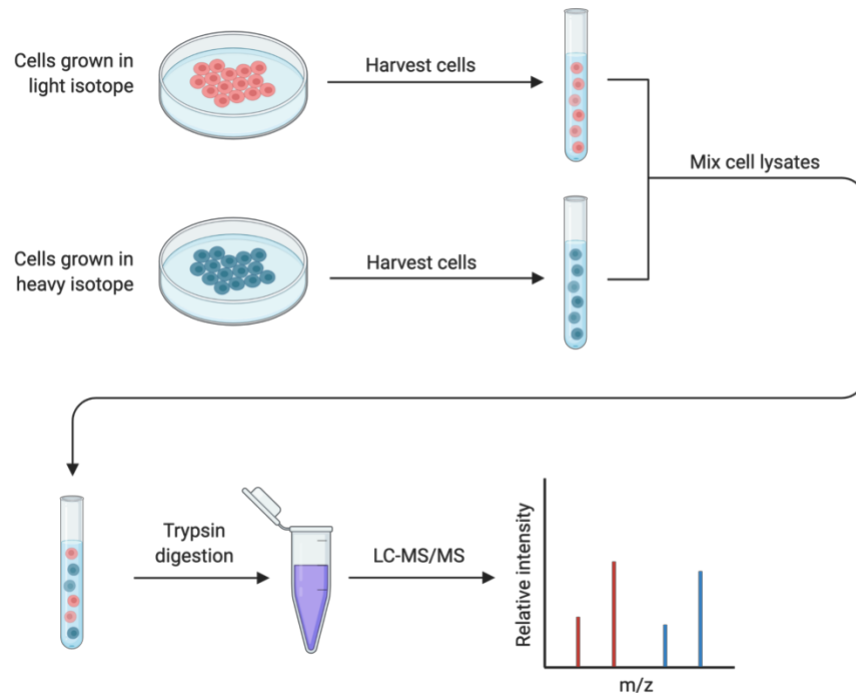 Cells grown in
light isotope
Harvest cells
Mix cell lysates
Cells grown in
heavy isotope
Harvest cells
Trypsin
digestion
LC-MS/MS
Relative intensity
m/z